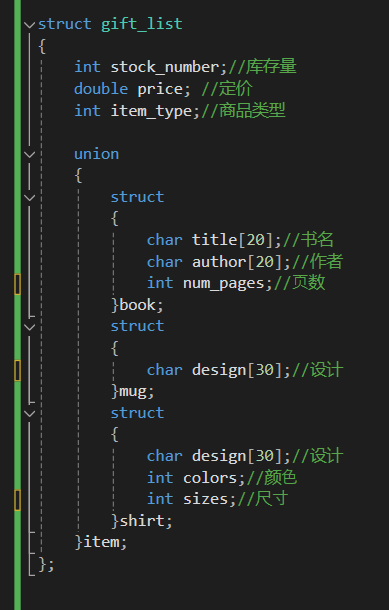 struct gift_list
{
    int stock_number;//库存量
    double price; //定价
    int item_type;//商品类型
    union
    {
        struct
        {
            char title[20];//书名
            char author[20];//作者
            int num_pages;//页数
        }book;
        struct
        {
            char design[30];//设计
        }mug;
        struct
        {
            char design[30];//设计
            int colors;//颜色
            int sizes;//尺寸
        }shirt;
    }item;
};